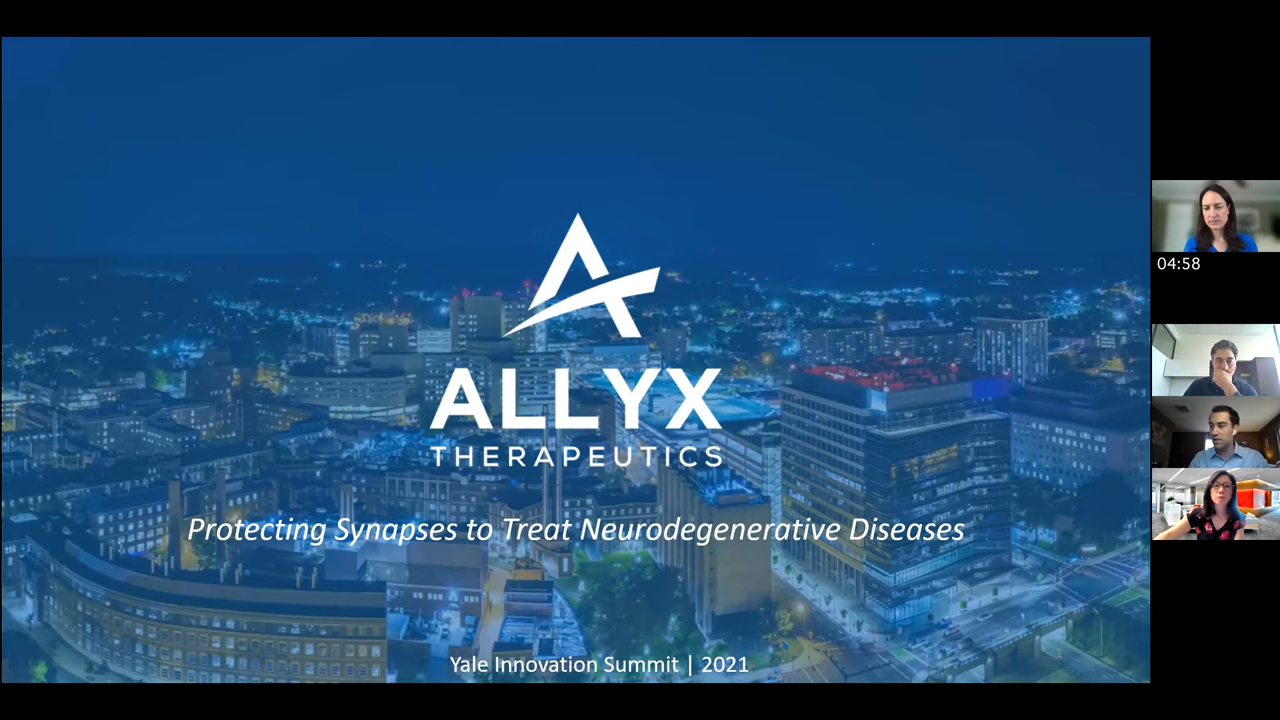 ALLYX
THERAPEUTICS
Protecting Synapses to Treat Neurodegenerative Diseases
Yale Innovation Summit | 2021
04:58